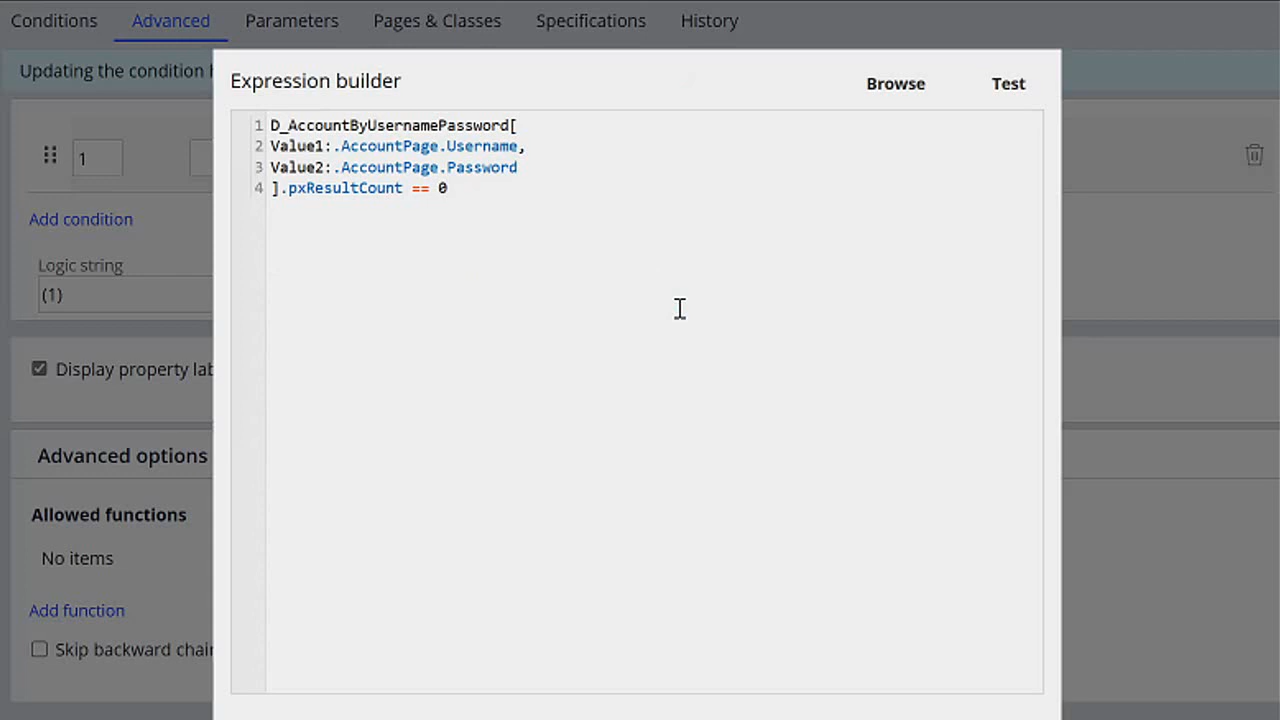 Conditions Advanced Parameters Pages & Classes Specifications History
Updating the condition
Expression builder Browse Test
1 D_AccountByUsernamePassword[
2 Value1:.AccountPage.Username,
3 Value2:.AccountPage.Password
4 ].pxResultCount == 0
1
Add condition
Logic string
(1)
Display property
Advanced options
Allowed functions
No items
Add function
Skip backward